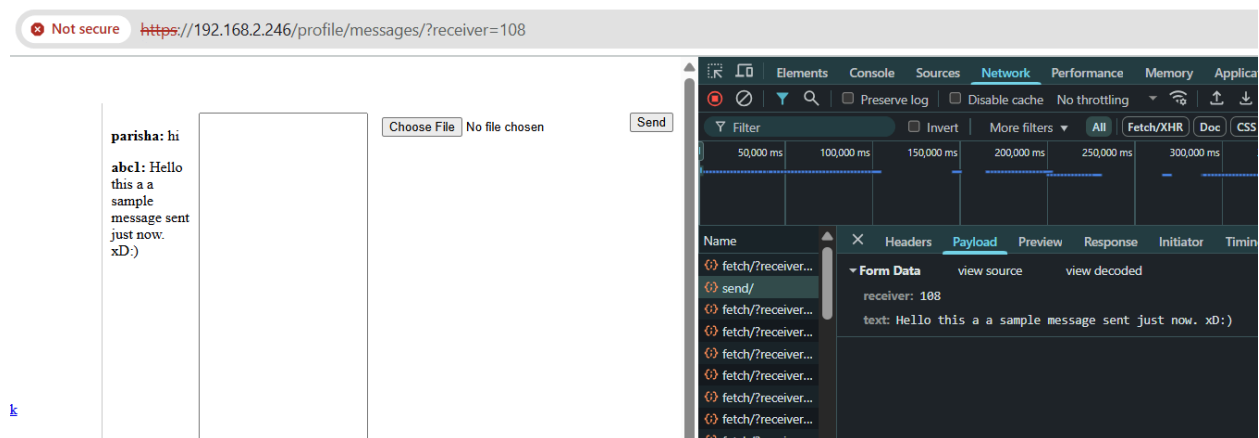 Not secure https://192.168.2.246/profile/messages/?receiver=108
parisha: hi
abc1: Hello
this a a
sample
message sent
just now.
xD:)
Choose File No file chosen
Send
k
Elements Console Sources Network Performance Memory Applica
Preserve log Disable cache No throttling
Filter Invert More filters All Fetch/XHR Doc CSS
50,000 ms 100,000 ms 150,000 ms 200,000 ms 250,000 ms 300,000 ms
Name
fetch/?receiver...
send/
fetch/?receiver...
fetch/?receiver...
fetch/?receiver...
fetch/?receiver...
fetch/?receiver...
fetch/?receiver...
Headers Payload Preview Response Initiator Timin
Form Data view source view decoded
receiver: 108
text: Hello this a a sample message sent just now. xD:)